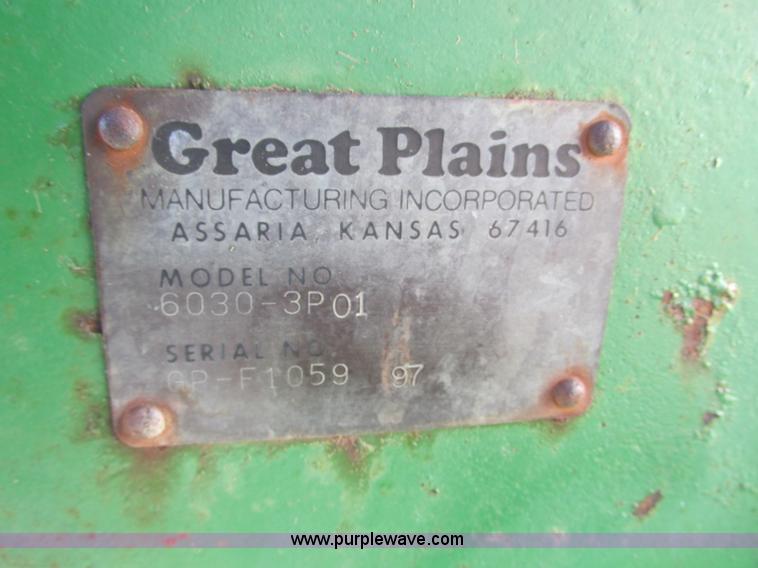 Great Plains
MANUFACTURING INCORPORATED
ASSARIA, KANSAS 67416
MODEL NO
6030-3P01
SERIAL NO.
GP-F1059 97
www.purplewave.com